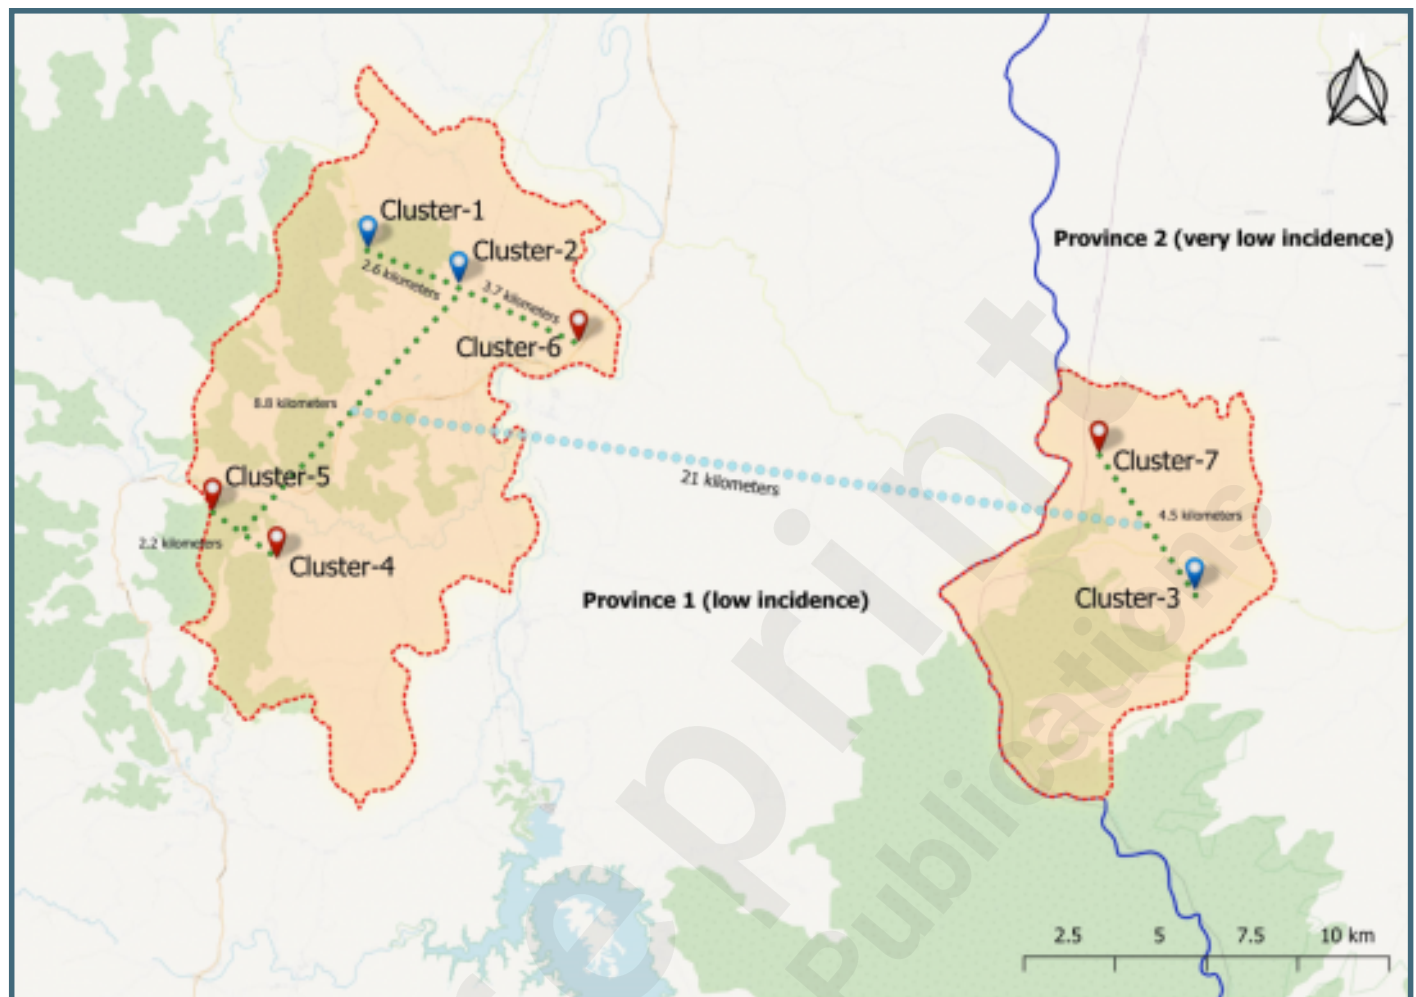 Cluster-1
Cluster-2
2.6 kilometers
3.7 kilometers
Cluster-6
Province 2 (very low incidence)
8.8 kilometers
Cluster-7
Cluster-5
21 kilometers
4.5 kilometers
2.2 kilometers
Cluster-4
Cluster-3
Province 1 (low incidence)
eprint
Publications
2.5 5 7.5 10 km